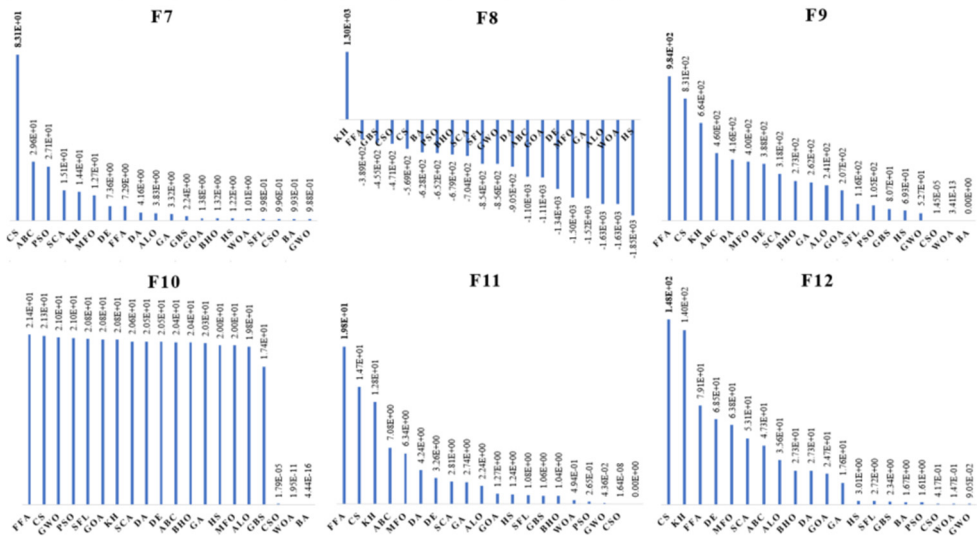 F7
8.31E+01 2.96E+01 2.71E+01 1.51E+01 1.44E+01 1.27E+01 7.36E+00 7.29E+00 4.16E+00 3.83E+00 3.32E+00 2.24E+00 1.38E+00 1.32E+00 1.22E+00 1.01E+00 9.98E-01 9.96E-01 9.93E-01 9.88E-01
CS ABC PSO SCA KH MFO DE FFA DA ALO GA GBS GOA BHO HS WOA SFL CSO BA GWO
F8
1.30E+03
KH FFA GBS CSO CS BA PSO BHO SCA SFL GWO DA ABC GOA DE MFO GA ALO WOA HS
-3.89E+02 -4.55E+02 -4.71E+02 -5.69E+02 -6.28E+02 -6.52E+02 -6.79E+02 -7.04E+02 -8.54E+02 -8.56E+02 -9.05E+02 -1.10E+03 -1.11E+03 -1.34E+03 -1.50E+03 -1.52E+03 -1.63E+03 -1.63E+03 -1.85E+03
F9
9.84E+02 8.31E+02 6.64E+02 4.60E+02 4.16E+02 4.00E+02 3.88E+02 3.18E+02 2.73E+02 2.62E+02 2.41E+02 2.07E+02 1.16E+02 1.05E+02 8.07E+01 6.93E+01 5.27E+01 1.45E-05 3.41E-13 0.00E+00
FFA CS KH ABC DA MFO DE SCA BHO GA ALO GOA SFL PSO GBS HS GWO CSO WOA BA
F10
2.14E+01 2.13E+01 2.10E+01 2.10E+01 2.08E+01 2.08E+01 2.08E+01 2.06E+01 2.05E+01 2.05E+01 2.04E+01 2.04E+01 2.03E+01 2.00E+01 2.00E+01 1.98E+01 1.74E+01 1.79E-05 1.95E-11 4.44E-16
FFA CS GWO PSO SFL GOA KH SCA DA DE ABC BHO GA HS MFO ALO GBS CSO WOA BA
F11
1.98E+01 1.47E+01 1.28E+01 7.08E+00 6.34E+00 4.24E+00 3.26E+00 2.81E+00 2.74E+00 2.24E+00 1.27E+00 1.24E+00 1.08E+00 1.06E+00 1.04E+00 4.94E-01 2.65E-01 4.36E-02 1.64E-08 0.00E+00
FFA CS KH ABC MFO DA DE SCA GA ALO GOA HS SFL GBS BHO WOA PSO GWO CSO
F12
1.48E+02 1.40E+02 7.91E+01 6.85E+01 6.38E+01 5.31E+01 4.73E+01 3.56E+01 2.73E+01 2.73E+01 2.47E+01 1.76E+01 3.01E+00 2.72E+00 2.34E+00 1.67E+00 1.61E+00 4.17E-01 1.47E-01 9.05E-02
CS KH FFA DE MFO SCA ABC ALO BHO DA GOA GA HS SFL GBS BA PSO CSO WOA GWO